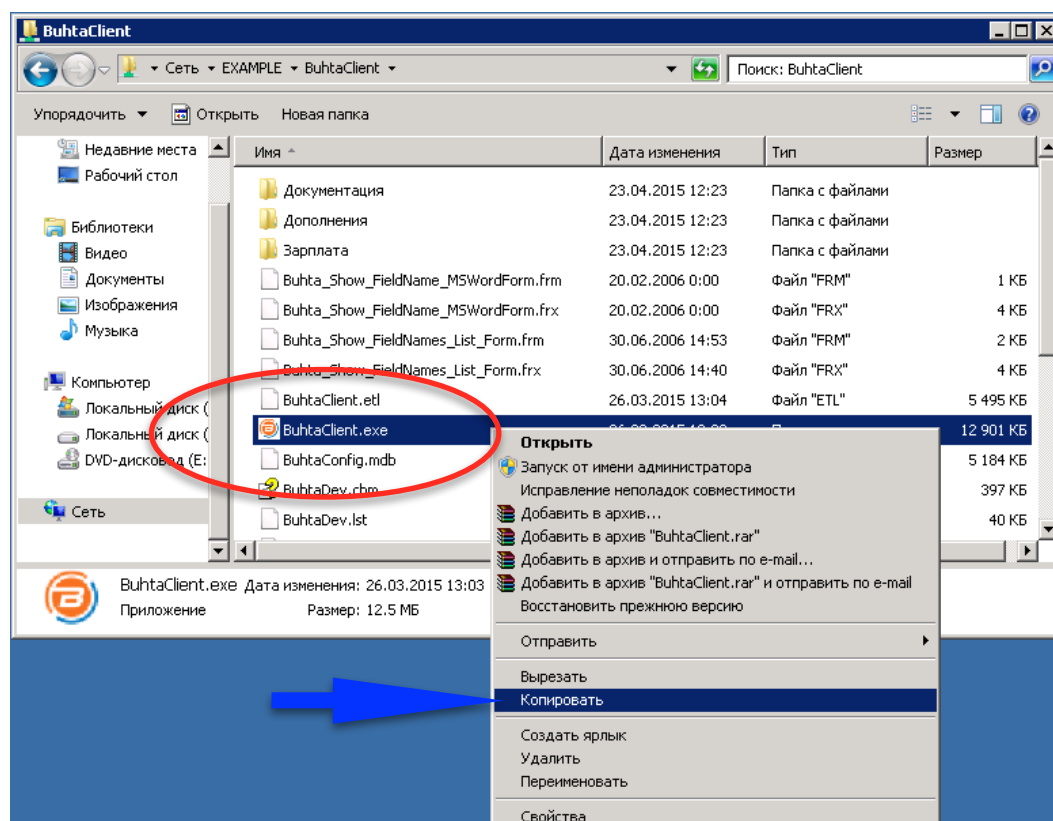 BuhtaClient
Сеть EXAMPLE BuhtaClient
Поиск: BuhtaClient
Упорядочить Открыть Новая папка
Недавние места
Рабочий стол
Библиотеки
Видео
Документы
Изображения
Музыка
Компьютер
Локальный диск (
Локальный диск (
DVD-дисковод (E:
Сеть
Имя Дата изменения Тип Размер
Документация 23.04.2015 12:23 Папка с файлами
Дополнения 23.04.2015 12:23 Папка с файлами
Зарплата 23.04.2015 12:23 Папка с файлами
Buhta_Show_FieldName_MSWordForm.frm 20.02.2006 0:00 Файл "FRM" 1 КБ
Buhta_Show_FieldName_MSWordForm.frx 20.02.2006 0:00 Файл "FRX" 4 КБ
Buhta_Show_FieldNames_List_Form.frm 30.06.2006 14:53 Файл "FRM" 2 КБ
Buhta_Show_FieldNames_List_Form.frx 30.06.2006 14:40 Файл "FRX" 4 КБ
BuhtaClient.etl 26.03.2015 13:04 Файл "ETL" 5 495 КБ
BuhtaClient.exe 12 901 КБ
BuhtaConfig.mdb 5 184 КБ
BuhtaDev.chm 397 КБ
BuhtaDev.lst 40 КБ
Открыть
Запуск от имени администратора
Исправление неполадок совместимости
Добавить в архив...
Добавить в архив "BuhtaClient.rar"
Добавить в архив и отправить по e-mail...
Добавить в архив "BuhtaClient.rar" и отправить по e-mail
Восстановить прежнюю версию
Отправить
Вырезать
Копировать
Создать ярлык
Удалить
Переименовать
Свойства
BuhtaClient.exe Дата изменения: 26.03.2015 13:03
Приложение Размер: 12.5 МБ